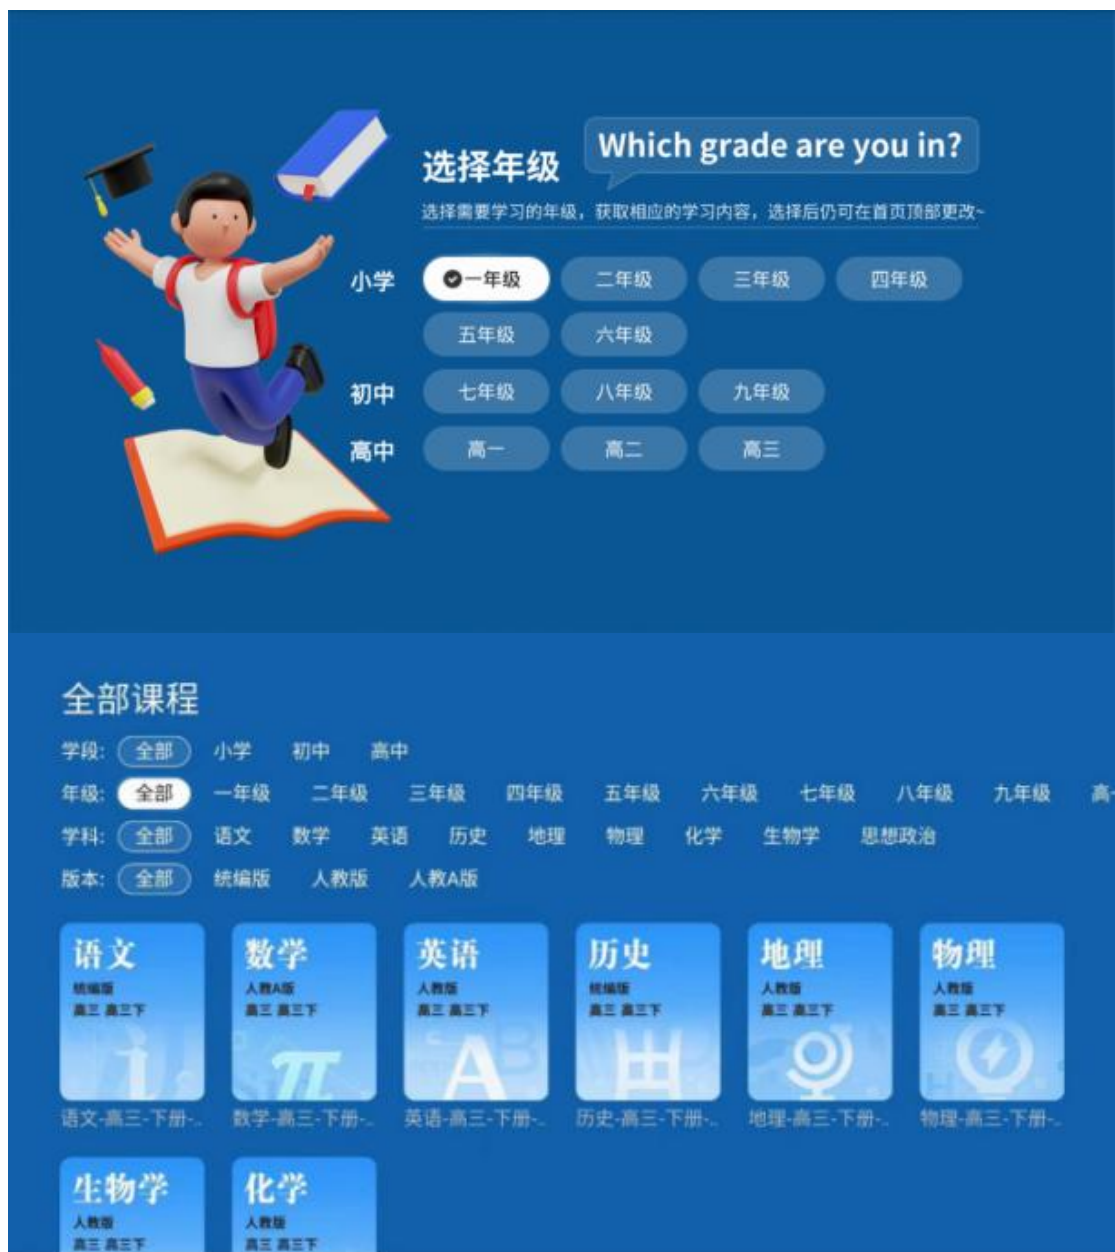 选择年级
Which grade are you in?
选择需要学习的年级，获取相应的学习内容，选择后仍可在首页顶部更改~
小学 一年级 二年级 三年级 四年级
五年级 六年级
初中 七年级 八年级 九年级
高中 高一 高二 高三
全部课程
学段: 全部 小学 初中 高中
年级: 全部 一年级 二年级 三年级 四年级 五年级 六年级 七年级 八年级 九年级 高一
学科: 全部 语文 数学 英语 历史 地理 物理 化学 生物学 思想政治
版本: 全部 统编版 人教版 人教A版
语文 数学 英语 历史 地理 物理
统编版 人教A版 人教版 统编版 人教版 人教版
高三 高三下 高三 高三下 高三 高三下 高三 高三下 高三 高三下 高三 高三下
语文-高三-下册-.. 数学-高三-下册-.. 英语-高三-下册-.. 历史-高三-下册-.. 地理-高三-下册-.. 物理-高三-下册-..
生物学 化学
人教版 人教版
高三 高三下 高三 高三下